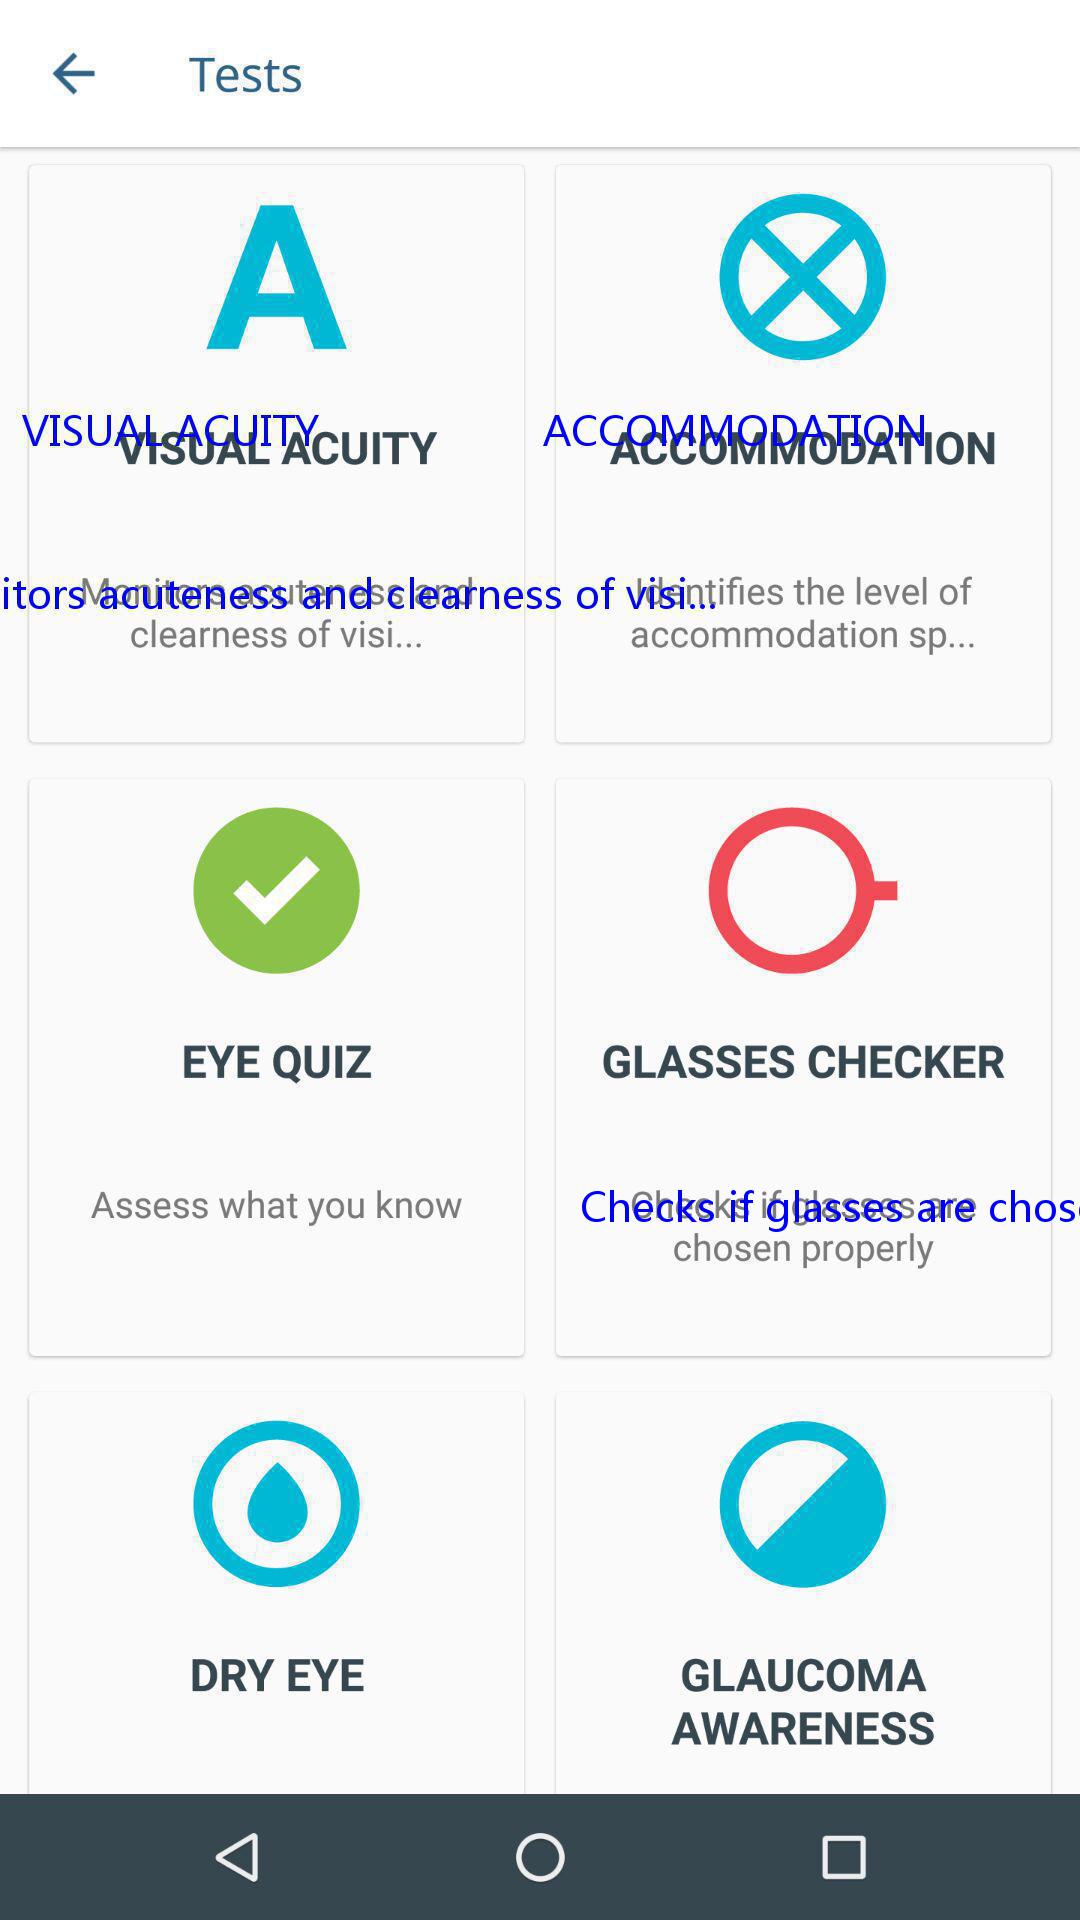 Tests
A
VISUAL ACUITY
VISUAL ACUITY
ACCOMMODATION
ACCOMMODATION
itors acuteness and clearness of visi...
Monitors acuteness and
clearness of visi...
Identifies the level of
accommodation sp...
EYE QUIZ
GLASSES CHECKER
Assess what you know
Checks if glasses are chos
Checks if glasses are
chosen properly
DRY EYE
GLAUCOMA
AWARENESS